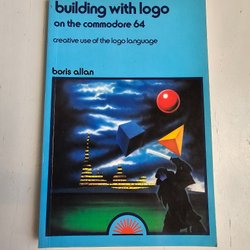 building with logo
on the commodore 64
creative use of the logo language
boris allan